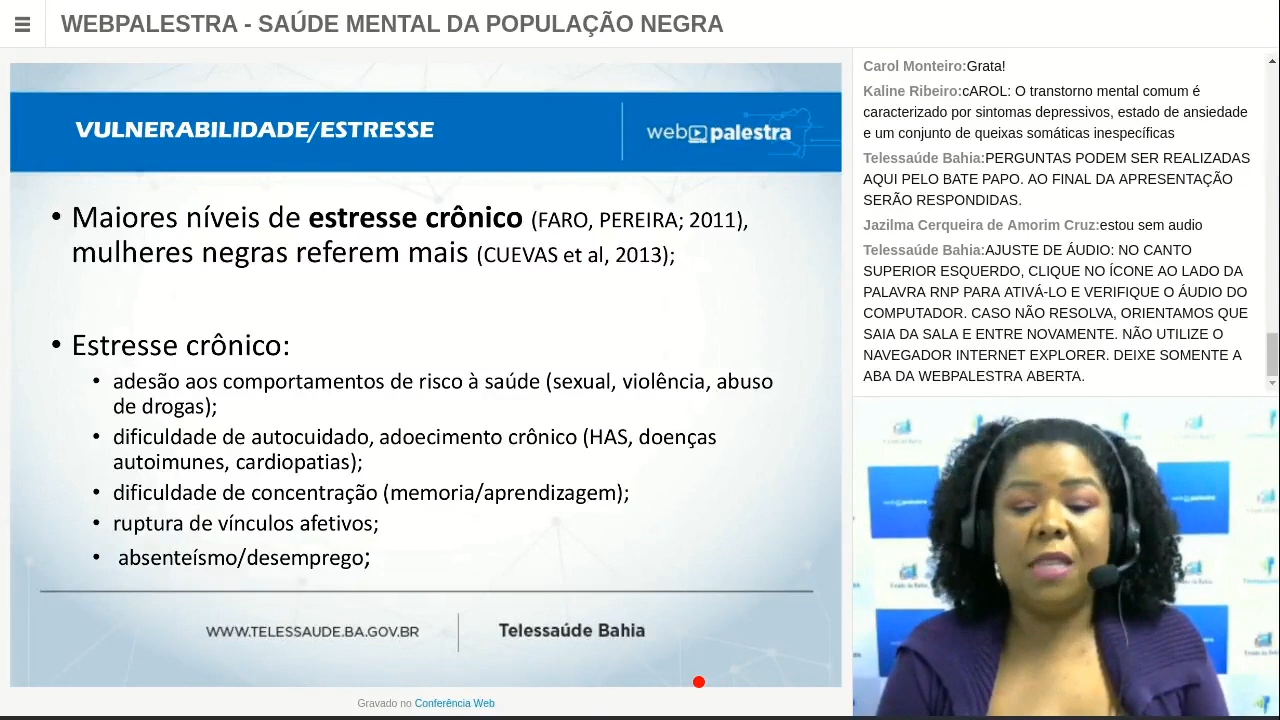 WEBPALESTRA - SAÚDE MENTAL DA POPULAÇÃO NEGRA
VULNERABILIDADE/ESTRESSE
web palestra
• Maiores níveis de estresse crônico (FARO, PEREIRA; 2011),
mulheres negras referem mais (CUEVAS et al, 2013);
• Estresse crônico:
• adesão aos comportamentos de risco à saúde (sexual, violência, abuso
de drogas);
• dificuldade de autocuidado, adoecimento crônico (HAS, doenças
autoimunes, cardiopatias);
• dificuldade de concentração (memoria/aprendizagem);
• ruptura de vínculos afetivos;
• absenteísmo/desemprego;
WWW.TELESSAUDE.BA.GOV.BR
Telessaúde Bahia
Gravado no Conferência Web
Carol Monteiro:Grata!
Kaline Ribeiro:cAROL: O transtorno mental comum é
caracterizado por sintomas depressivos, estado de ansiedade
e um conjunto de queixas somáticas inespecíficas
Telessaúde Bahia:PERGUNTAS PODEM SER REALIZADAS
AQUI PELO BATE PAPO. AO FINAL DA APRESENTAÇÃO
SERÃO RESPONDIDAS.
Jazilma Cerqueira de Amorim Cruz:estou sem audio
Telessaúde Bahia:AJUSTE DE ÁUDIO: NO CANTO
SUPERIOR ESQUERDO, CLIQUE NO ÍCONE AO LADO DA
PALAVRA RNP PARA ATIVÁ-LO E VERIFIQUE O ÁUDIO DO
COMPUTADOR. CASO NÃO RESOLVA, ORIENTAMOS QUE
SAIA DA SALA E ENTRE NOVAMENTE. NÃO UTILIZE O
NAVEGADOR INTERNET EXPLORER. DEIXE SOMENTE A
ABA DA WEBPALESTRA ABERTA.